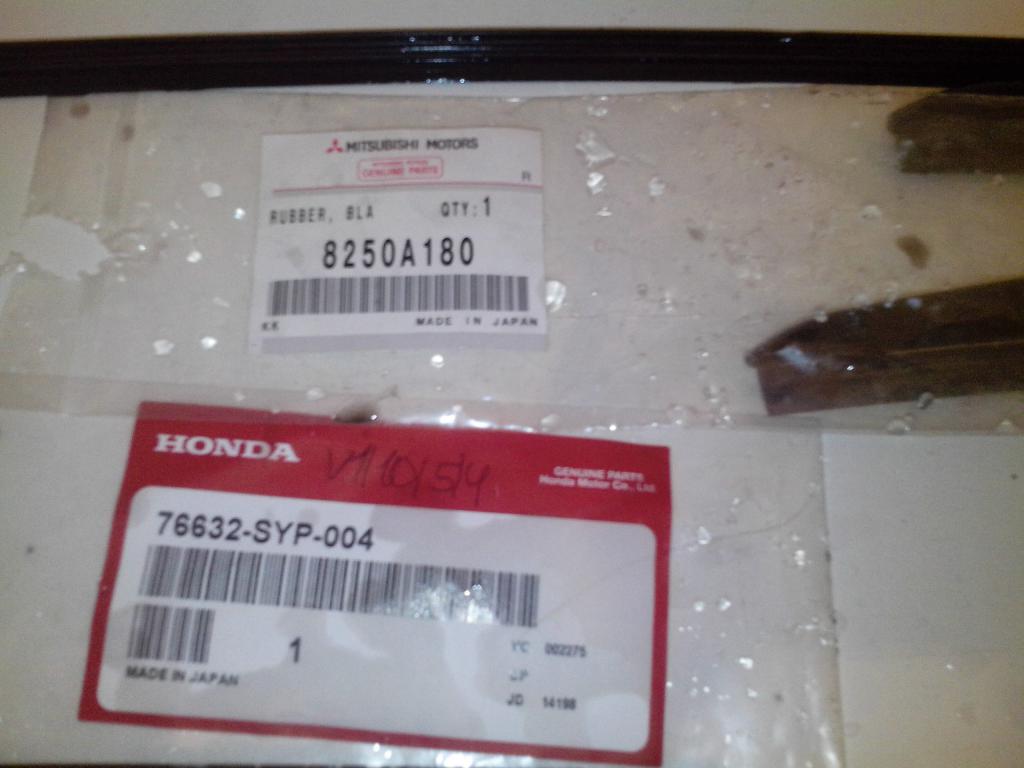 MITSUBISHI MOTORS
GENUINE PARTS
R
RUBBER, BLA QTY:1
8250A180
KK MADE IN JAPAN
HONDA
GENUINE PARTS
Honda Motor Co., Ltd.
76632-SYP-004
1
YC 002275
JP
MADE IN JAPAN
JD 14198